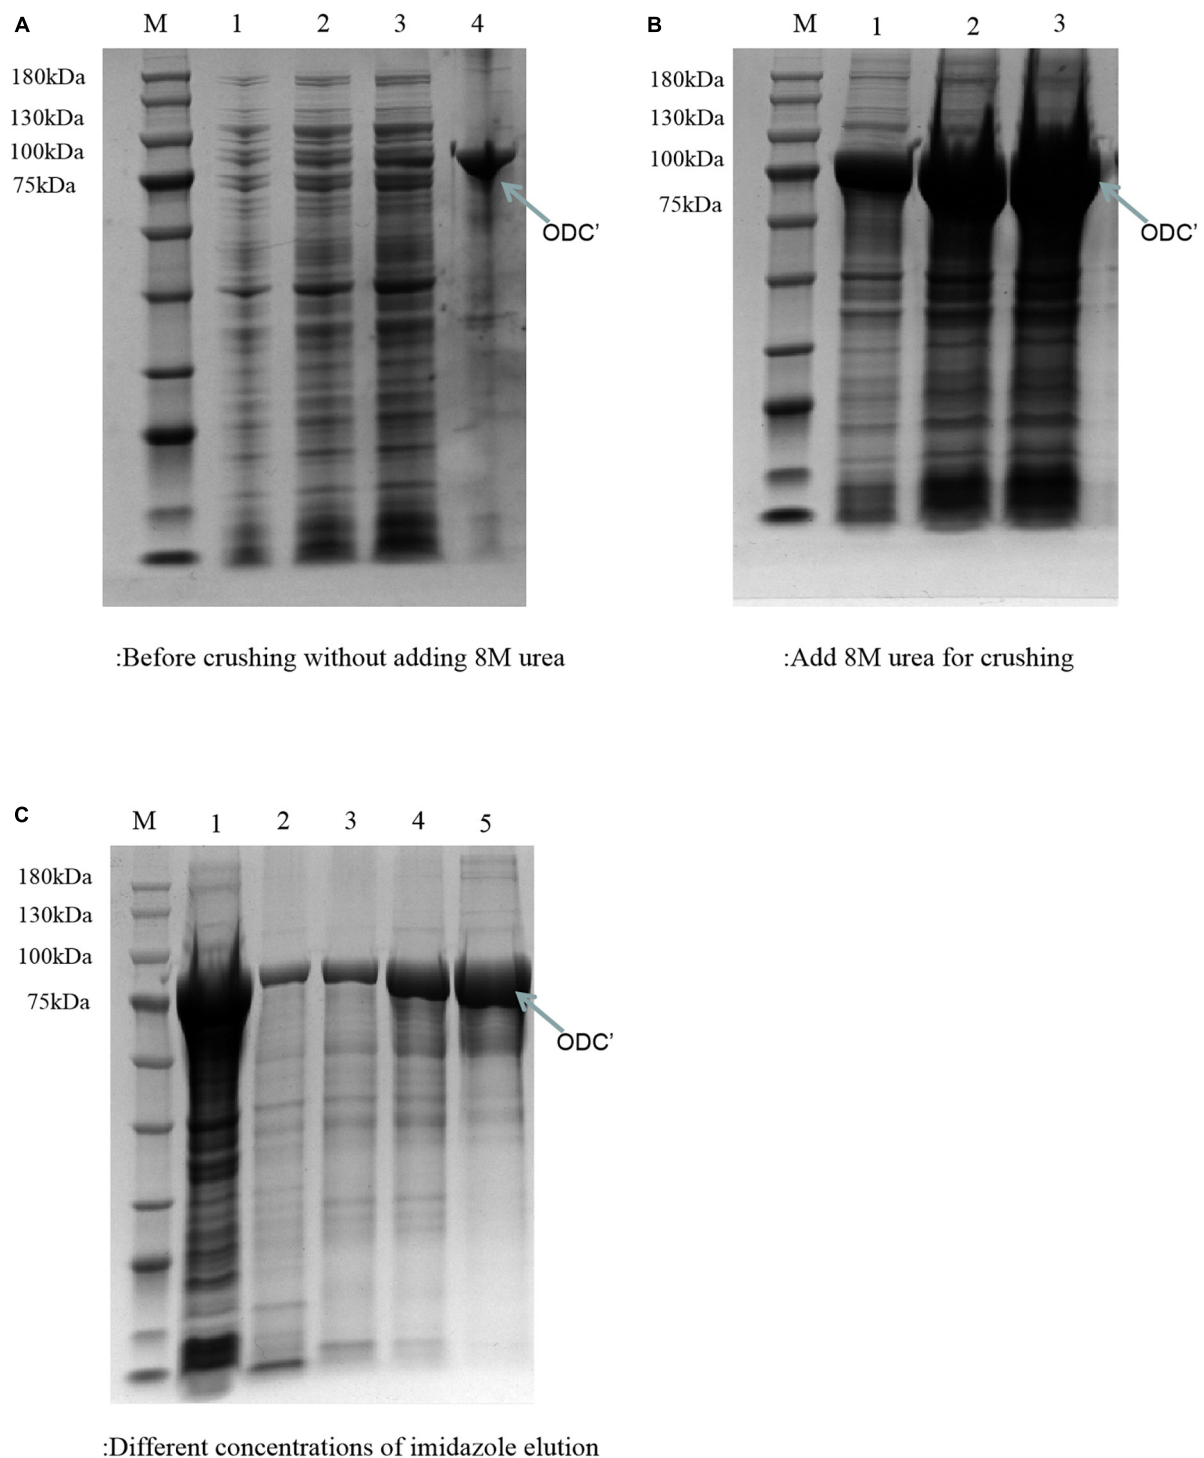 A
M 1 2 3 4
180kDa
130kDa
100kDa
75kDa
ODC’
:Before crushing without adding 8M urea
B
M 1 2 3
180kDa
130kDa
100kDa
75kDa
ODC’
:Add 8M urea for crushing
C
M 1 2 3 4 5
180kDa
130kDa
100kDa
75kDa
ODC’
:Different concentrations of imidazole elution